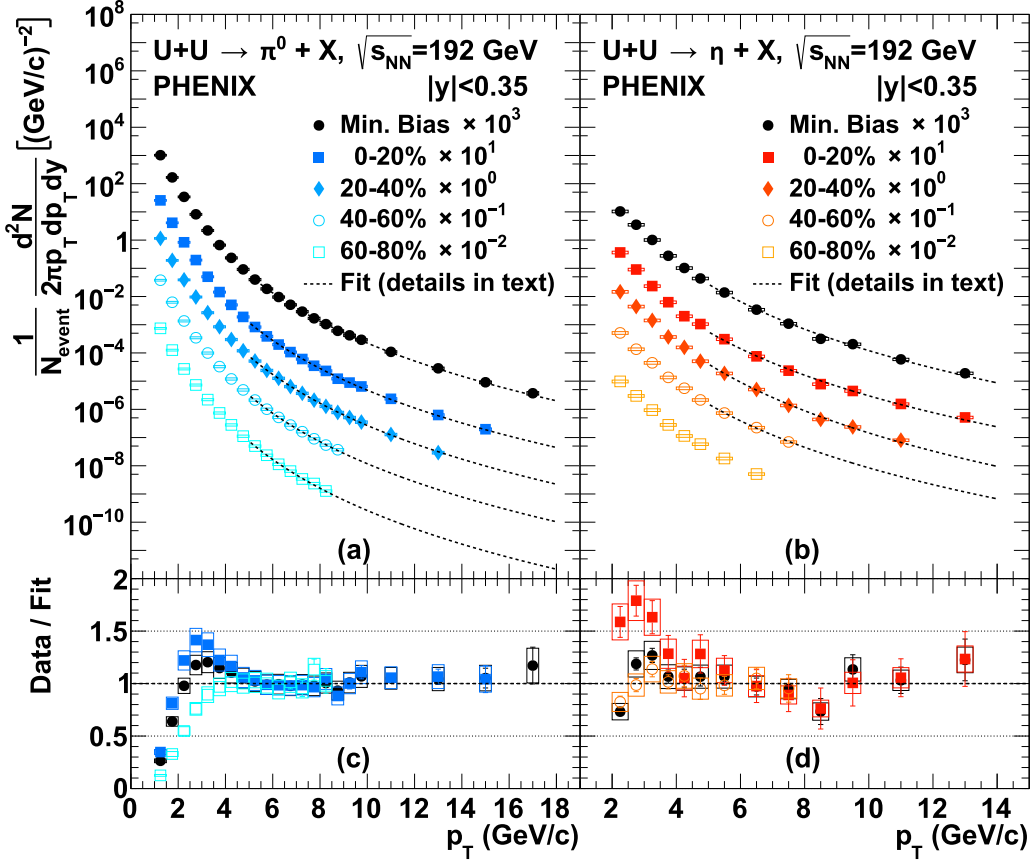 10⁸
10⁶
10⁴
10²
1
10⁻²
10⁻⁴
10⁻⁶
10⁻⁸
10⁻¹⁰
1/N_event d²N/2πp_T dp_T dy [(GeV/c)⁻²]
U+U → π⁰ + X, √s_NN=192 GeV
PHENIX |y|<0.35
Min. Bias × 10³
0-20% × 10¹
20-40% × 10⁰
40-60% × 10⁻¹
60-80% × 10⁻²
Fit (details in text)
(a)
U+U → η + X, √s_NN=192 GeV
PHENIX |y|<0.35
Min. Bias × 10³
0-20% × 10¹
20-40% × 10⁰
40-60% × 10⁻¹
60-80% × 10⁻²
Fit (details in text)
(b)
Data / Fit
2
1.5
1
0.5
0
(c)
(d)
0 2 4 6 8 10 12 14 16 18
p_T (GeV/c)
2 4 6 8 10 12 14
p_T (GeV/c)